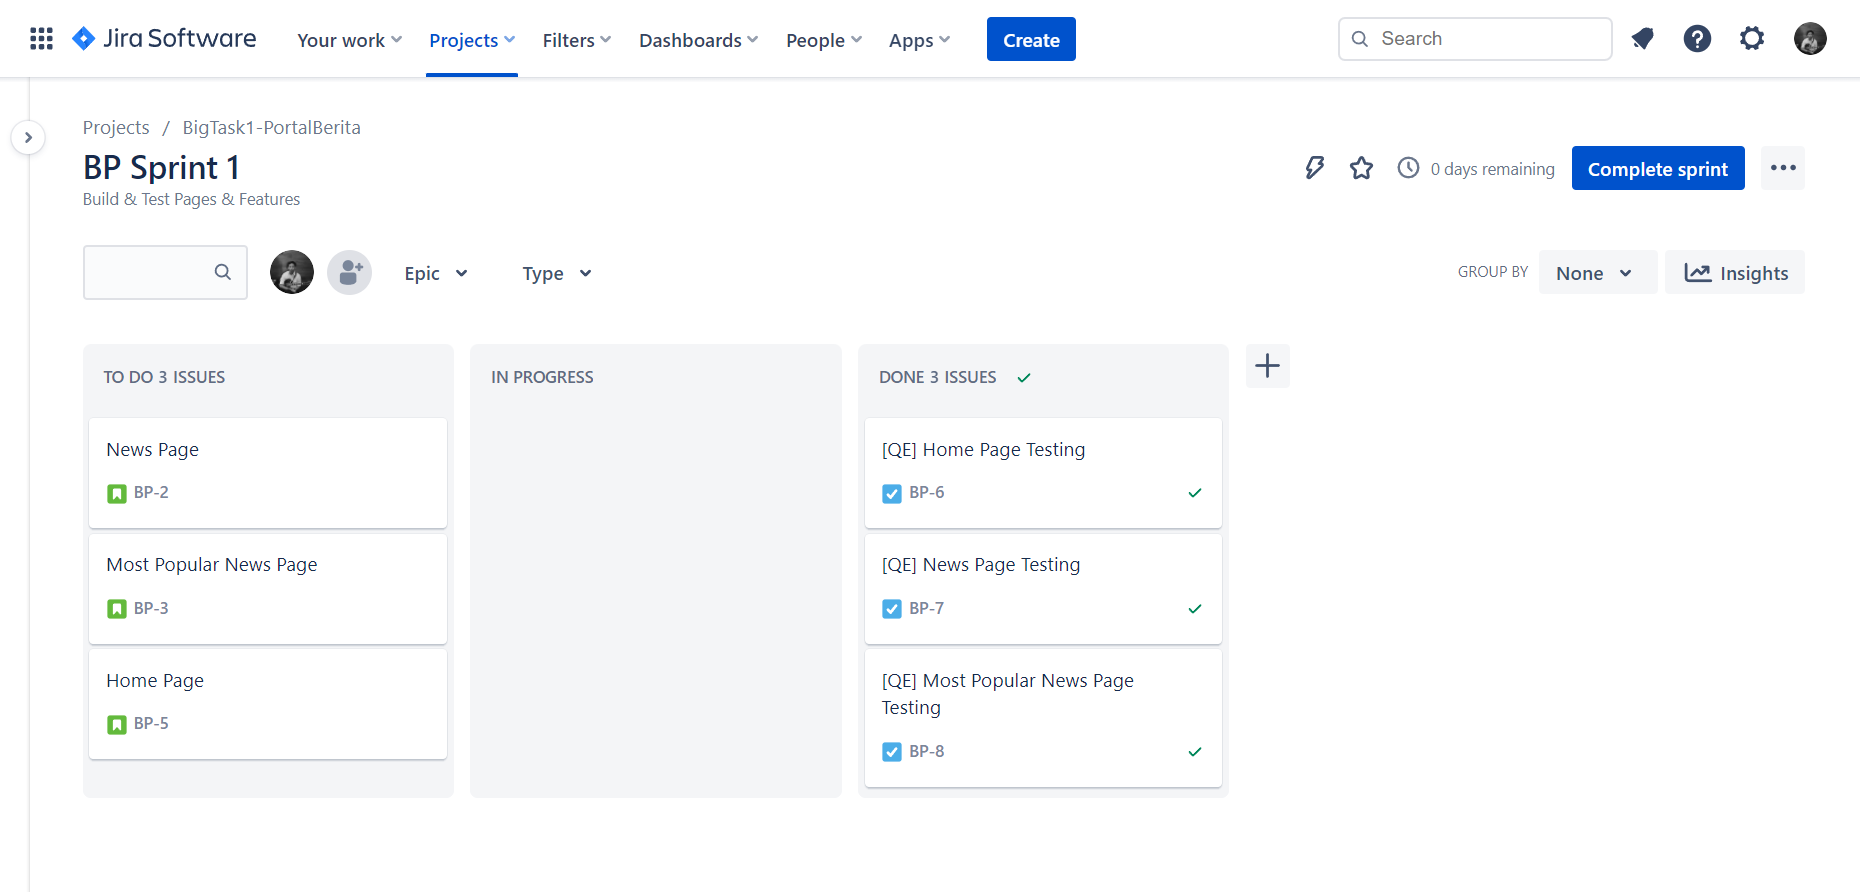 Jira Software
Your work
Projects
Filters
Dashboards
People
Apps
Create
Search
Projects / BigTask1-PortalBerita
BP Sprint 1
0 days remaining
Complete sprint
Build & Test Pages & Features
Epic
Type
GROUP BY
None
Insights
TO DO 3 ISSUES
News Page
BP-2
Most Popular News Page
BP-3
Home Page
BP-5
IN PROGRESS
DONE 3 ISSUES
[QE] Home Page Testing
BP-6
[QE] News Page Testing
BP-7
[QE] Most Popular News Page
Testing
BP-8